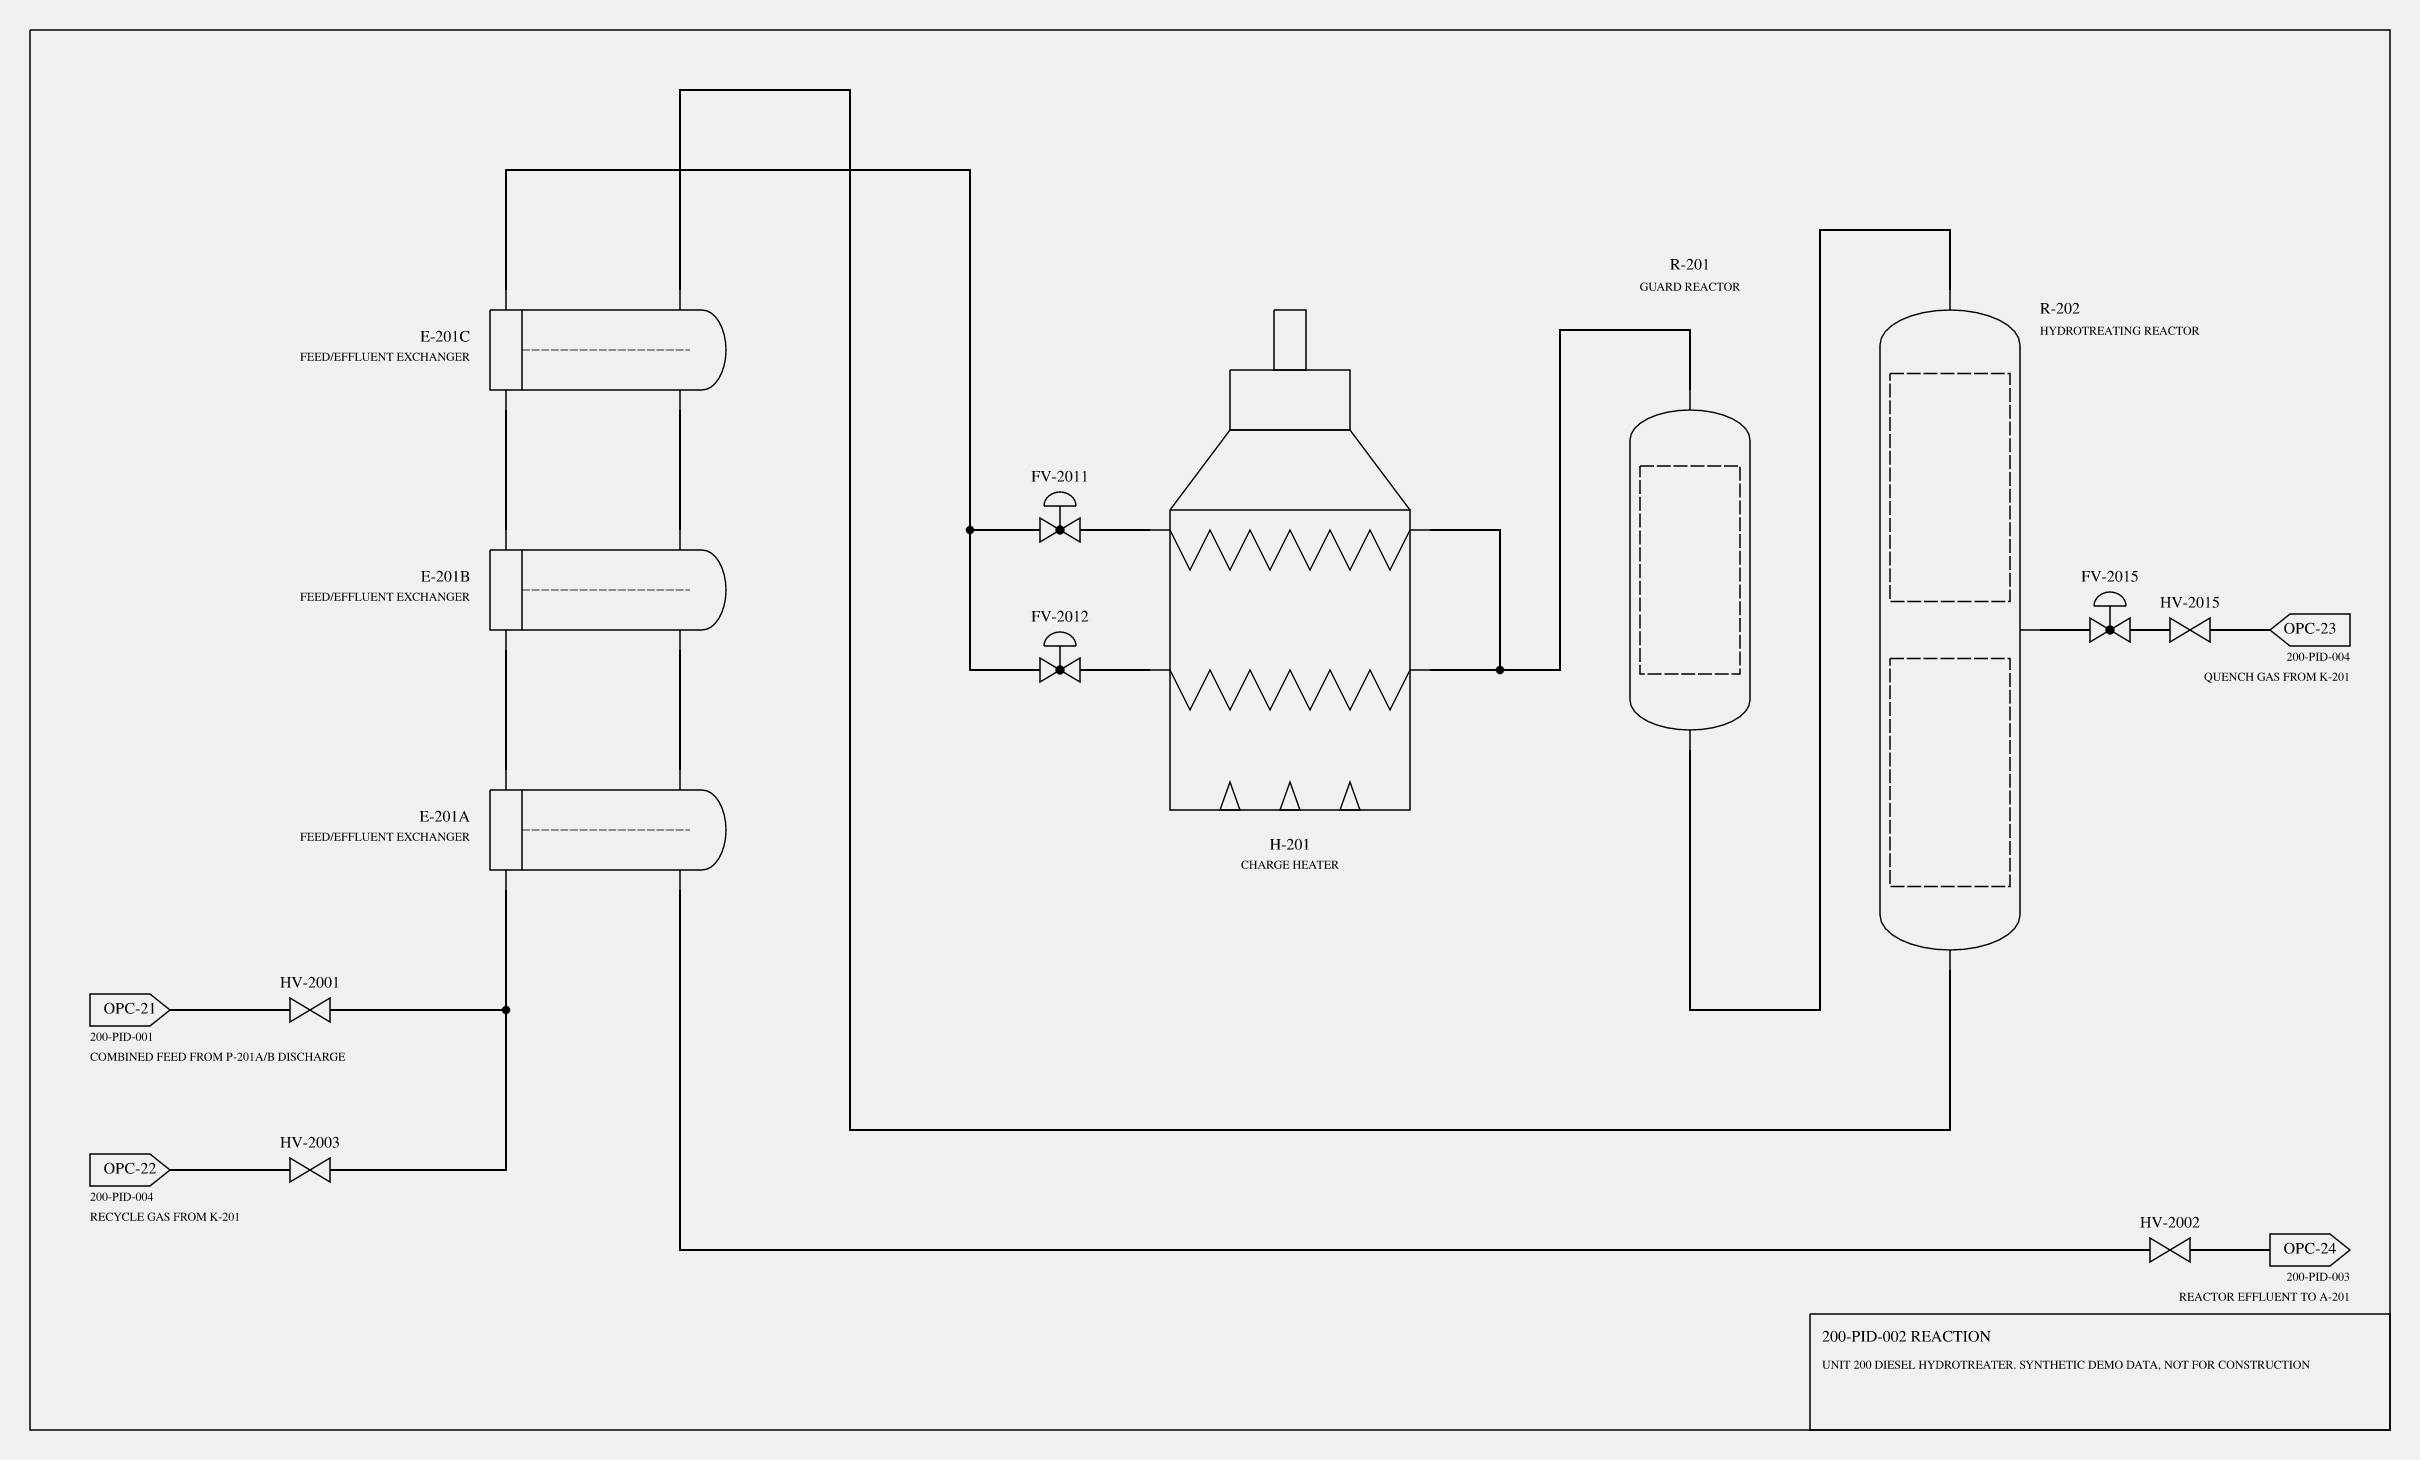 R-201
GUARD REACTOR
R-202
HYDROTREATING REACTOR
E-201C
FEED/EFFLUENT EXCHANGER
FV-2011
E-201B
FEED/EFFLUENT EXCHANGER
FV-2015
HV-2015
OPC-23
200-PID-004
QUENCH GAS FROM K-201
FV-2012
E-201A
FEED/EFFLUENT EXCHANGER
H-201
CHARGE HEATER
HV-2001
OPC-21
200-PID-001
COMBINED FEED FROM P-201A/B DISCHARGE
HV-2003
OPC-22
200-PID-004
RECYCLE GAS FROM K-201
HV-2002
OPC-24
200-PID-003
REACTOR EFFLUENT TO A-201
200-PID-002 REACTION
UNIT 200 DIESEL HYDROTREATER. SYNTHETIC DEMO DATA, NOT FOR CONSTRUCTION